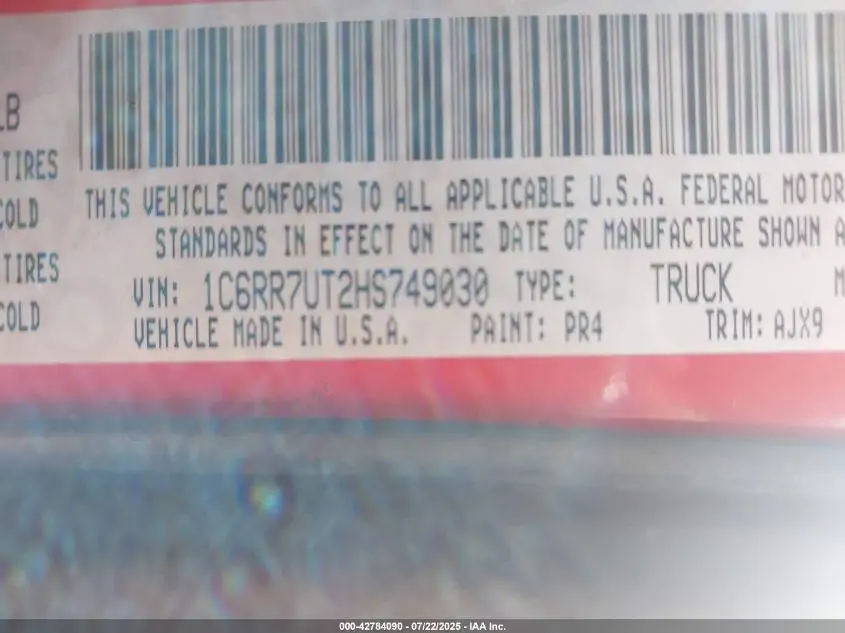 LB
TIRES
COLD
TIRES
COLD
THIS VEHICLE CONFORMS TO ALL APPLICABLE U.S.A. FEDERAL MOTOR
STANDARDS IN EFFECT ON THE DATE OF MANUFACTURE SHOWN A
VIN: 1C6RR7UT2HS749030 TYPE: TRUCK M
VEHICLE MADE IN U.S.A. PAINT: PR4 TRIM: AJX9
000-42784090 - 07/22/2025 - IAA Inc.